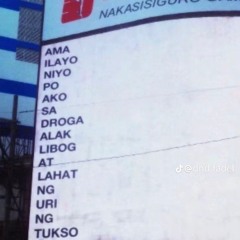 NAKASISIGURO
AMA
ILAYO
NIYO
PO
AKO
SA
DROGA
ALAK
LIBOG
AT
LAHAT
NG
URI
NG
TUKSO